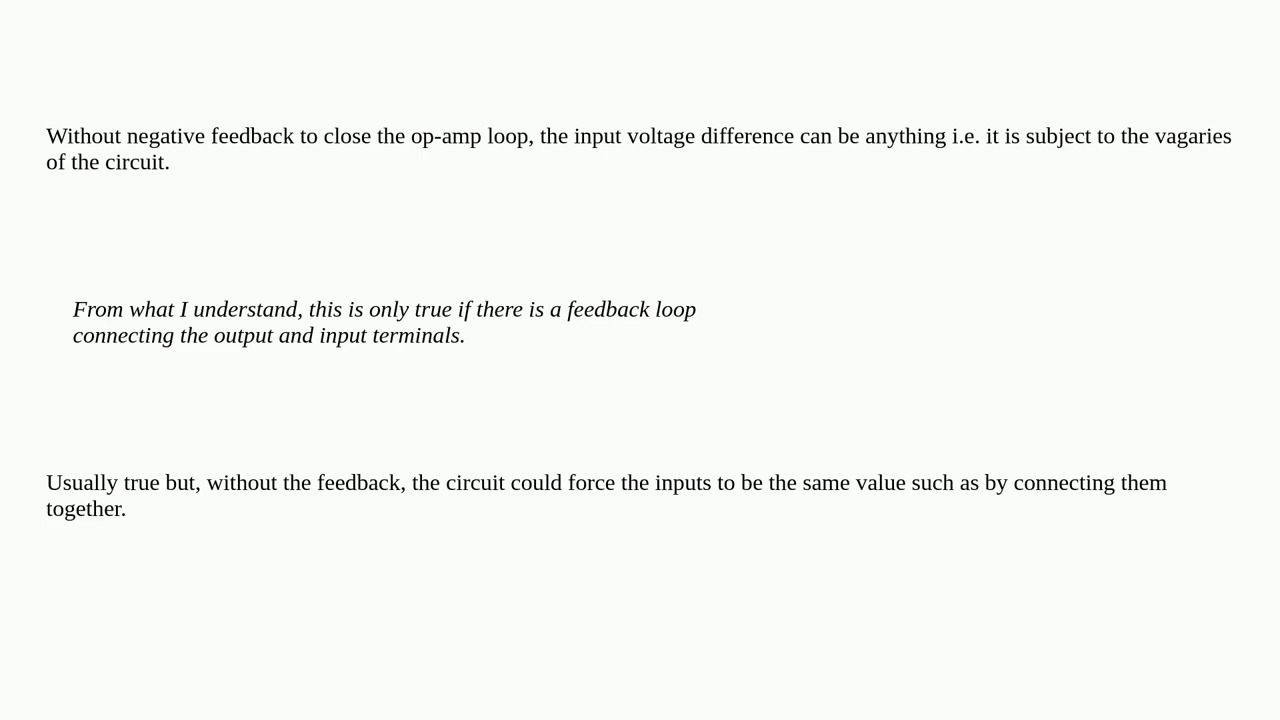 Without negative feedback to close the op-amp loop, the input voltage difference can be anything i.e. it is subject to the vagaries
of the circuit.
From what I understand, this is only true if there is a feedback loop
connecting the output and input terminals.
Usually true but, without the feedback, the circuit could force the inputs to be the same value such as by connecting them
together.